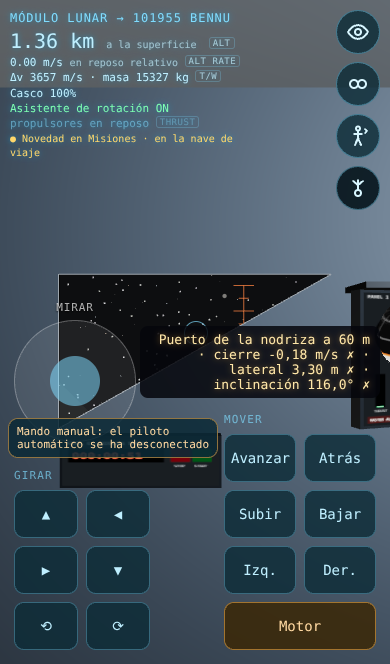 MÓDULO LUNAR → 101955 BENNU
1.36 km a la superficie ALT
0.00 m/s en reposo relativo ALT RATE
Δv 3657 m/s · masa 15327 kg T/W
Casco 100%
Asistente de rotación ON
propulsores en reposo THRUST
● Novedad en Misiones · en la nave de
viaje
MIRAR
Puerto de la nodriza a 60 m
· cierre -0,18 m/s ✗ ·
lateral 3,30 m ✗ ·
inclinación 116,0° ✗
Mando manual: el piloto
automático se ha desconectado
MOVER
Avanzar Atrás
GIRAR
▲ ◄ Subir Bajar
► ▼ Izq. Der.
⟲ ⟳ Motor